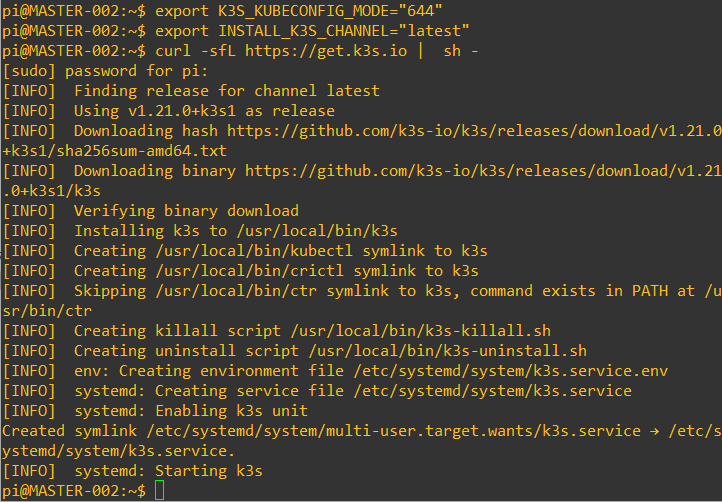 pi@MASTER-002:~$ export K3S_KUBECONFIG_MODE="644"
pi@MASTER-002:~$ export INSTALL_K3S_CHANNEL="latest"
pi@MASTER-002:~$ curl -sfL https://get.k3s.io |  sh -
[sudo] password for pi:
[INFO]  Finding release for channel latest
[INFO]  Using v1.21.0+k3s1 as release
[INFO]  Downloading hash https://github.com/k3s-io/k3s/releases/download/v1.21.0
+k3s1/sha256sum-amd64.txt
[INFO]  Downloading binary https://github.com/k3s-io/k3s/releases/download/v1.21
.0+k3s1/k3s
[INFO]  Verifying binary download
[INFO]  Installing k3s to /usr/local/bin/k3s
[INFO]  Creating /usr/local/bin/kubectl symlink to k3s
[INFO]  Creating /usr/local/bin/crictl symlink to k3s
[INFO]  Skipping /usr/local/bin/ctr symlink to k3s, command exists in PATH at /u
sr/bin/ctr
[INFO]  Creating killall script /usr/local/bin/k3s-killall.sh
[INFO]  Creating uninstall script /usr/local/bin/k3s-uninstall.sh
[INFO]  env: Creating environment file /etc/systemd/system/k3s.service.env
[INFO]  systemd: Creating service file /etc/systemd/system/k3s.service
[INFO]  systemd: Enabling k3s unit
Created symlink /etc/systemd/system/multi-user.target.wants/k3s.service → /etc/s
ystemd/system/k3s.service.
[INFO]  systemd: Starting k3s
pi@MASTER-002:~$